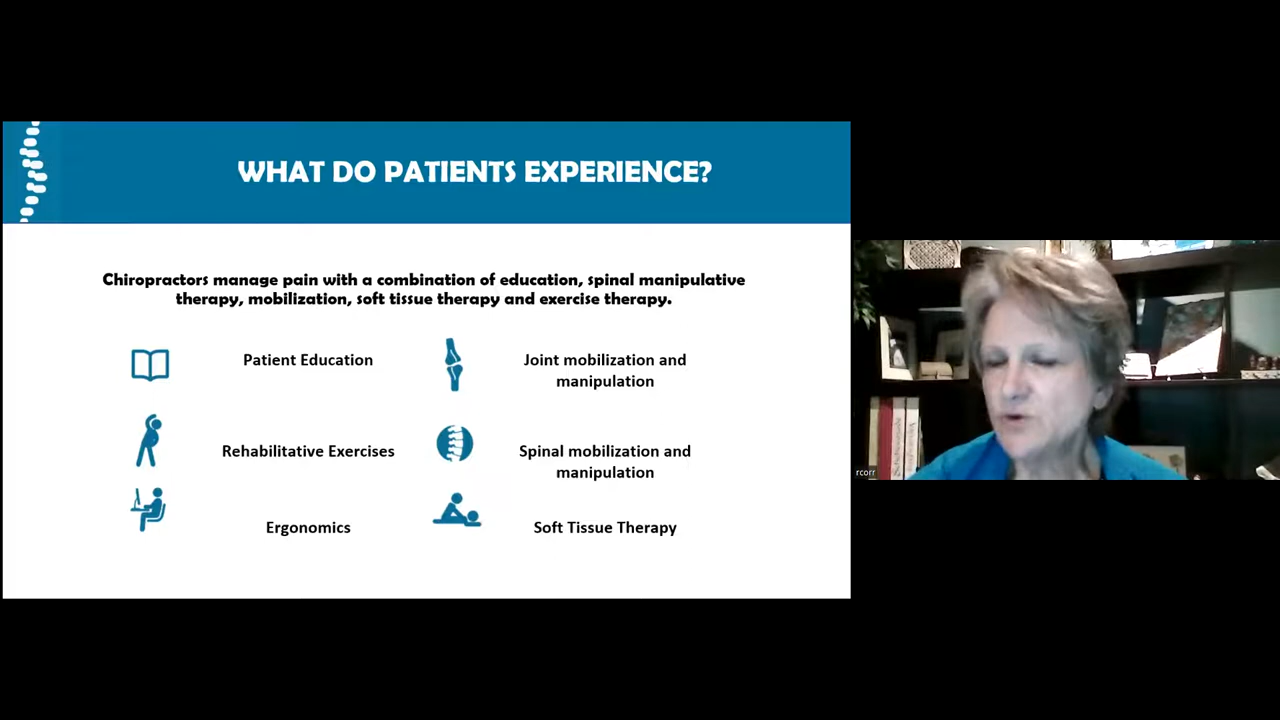 WHAT DO PATIENTS EXPERIENCE?
Chiropractors manage pain with a combination of education, spinal manipulative
therapy, mobilization, soft tissue therapy and exercise therapy.
Patient Education
Joint mobilization and
manipulation
Rehabilitative Exercises
Spinal mobilization and
manipulation
Ergonomics
Soft Tissue Therapy
rcorr